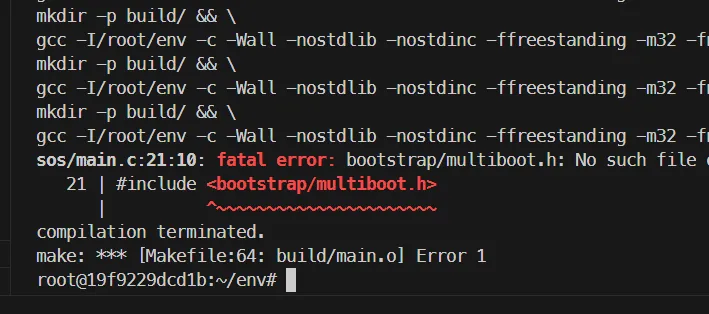 mkdir -p build/ && \
gcc -I/root/env -c -Wall -nostdlib -nostdinc -ffreestanding -m32
mkdir -p build/ && \
gcc -I/root/env -c -Wall -nostdlib -nostdinc -ffreestanding -m32
mkdir -p build/ && \
gcc -I/root/env -c -Wall -nostdlib -nostdinc -ffreestanding -m32
sos/main.c:21:10: fatal error: bootstrap/multiboot.h: No such file
21 | #include <bootstrap/multiboot.h>
| ^~~~~~~~~~~~~~~~~~~~~~~
compilation terminated.
make: *** [Makefile:64: build/main.o] Error 1
root@19f9229dcd1b:~/env#